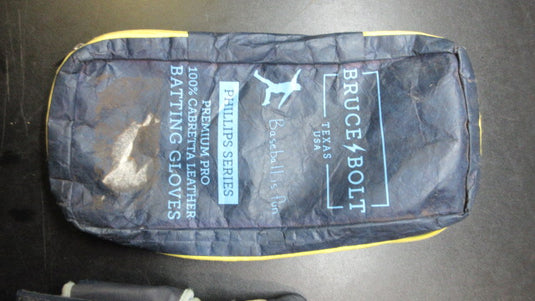 BRUCE BOLT
TEXAS
USA
Baseball is fun
PHILLIPS SERIES
PREMIUM PRO
100% CABRETTA LEATHER
BATTING GLOVES